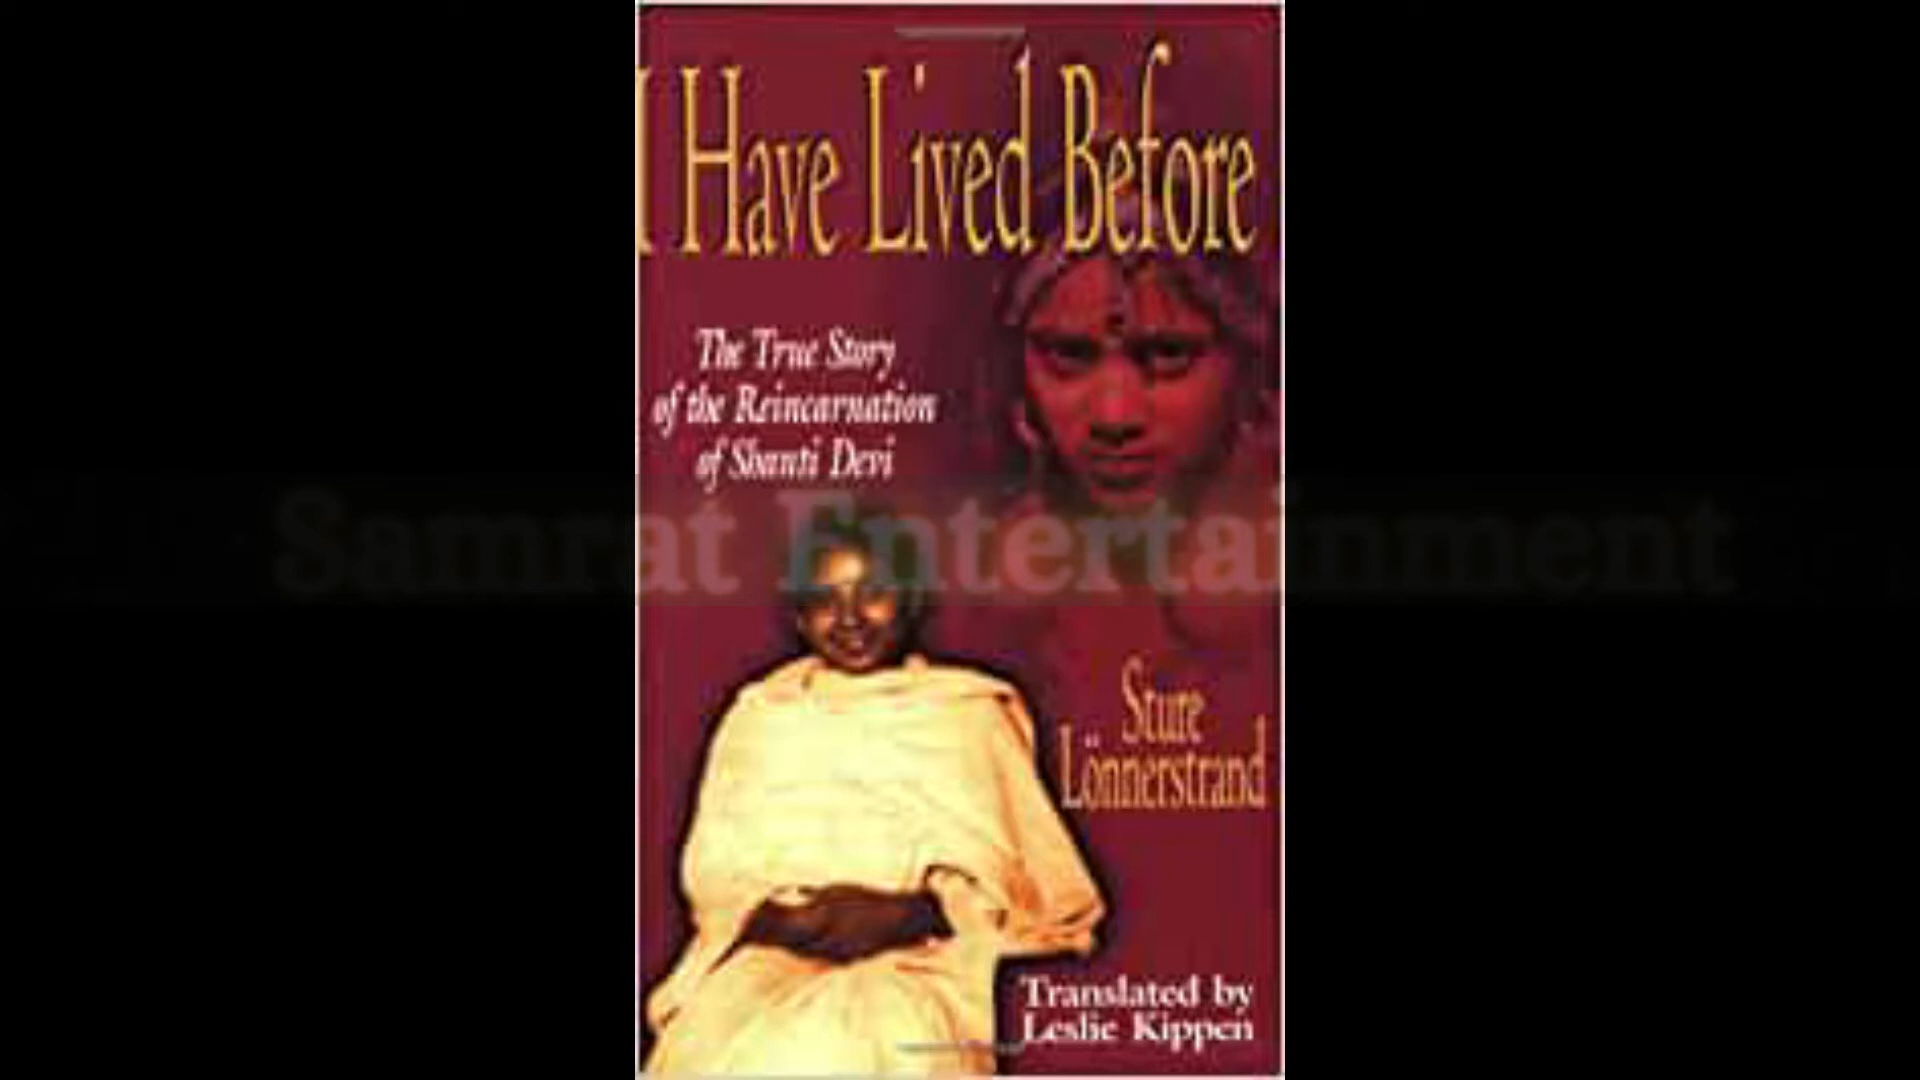 I Have Lived Before
The True Story
of the Reincarnation
of Shanti Devi
Samrat Entertainment
Sture
Lönnerstrand
Translated by
Leslie Kippen